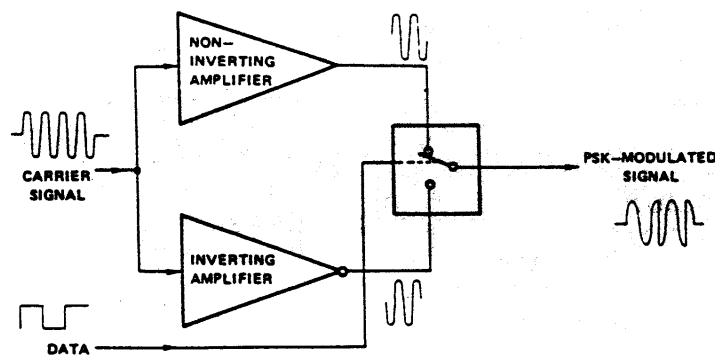 NON-
INVERTING
AMPLIFIER
CARRIER
SIGNAL
PSK-MODULATED
SIGNAL
INVERTING
AMPLIFIER
DATA